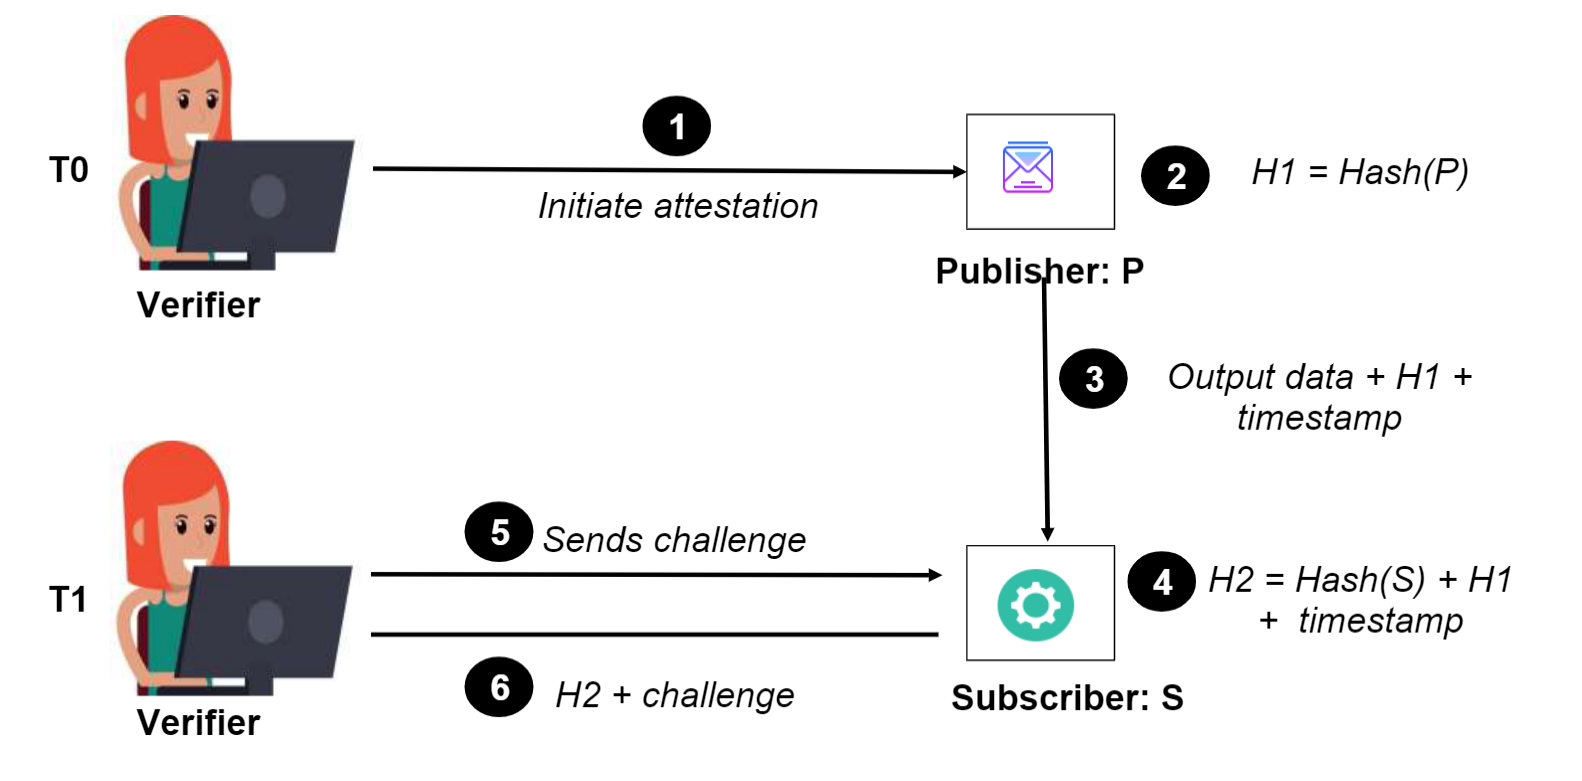 T0
1
Initiate attestation
2
H1 = Hash(P)
Verifier
Publisher: P
3
Output data + H1 +
timestamp
T1
5
Sends challenge
4
H2 = Hash(S) + H1
+ timestamp
6
H2 + challenge
Subscriber: S
Verifier